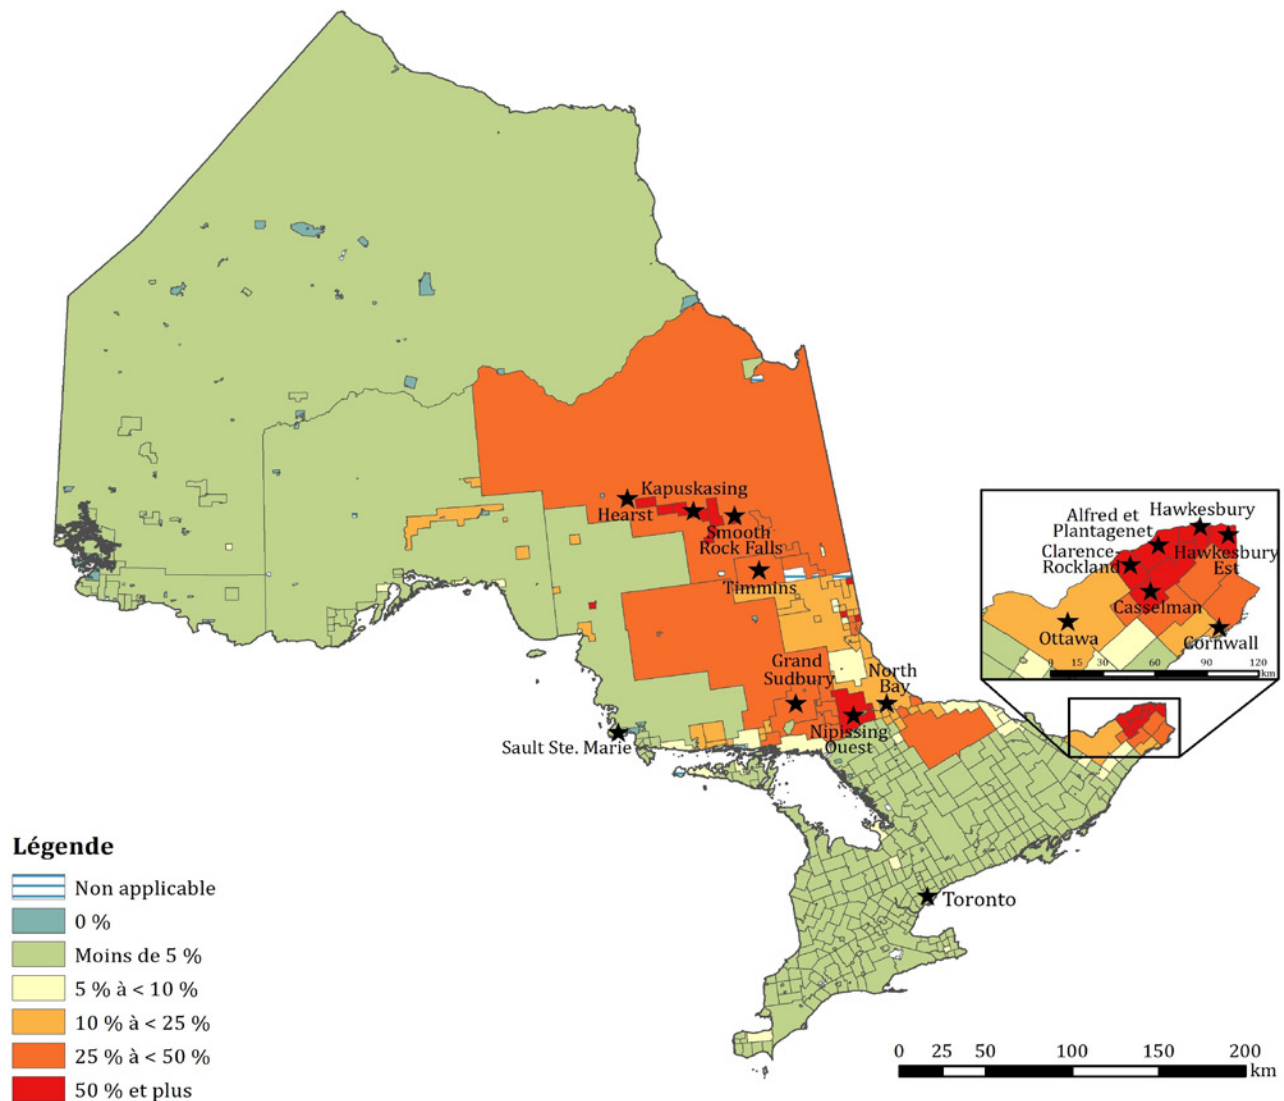 Kapuskasing
Hearst
Smooth
Rock Falls
Timmins
Grand
Sudbury
North
Bay
Nipissing
Ouest
Sault Ste. Marie
Toronto
Hawkesbury
Alfred et
Plantagenet
Clarence-
Rockland
Hawkesbury
Est
Casselman
Ottawa
Cornwall
0 15 30 60 90 120
km
Légende
Non applicable
0 %
Moins de 5 %
5 % à < 10 %
10 % à < 25 %
25 % à < 50 %
50 % et plus
0 25 50 100 150 200
km